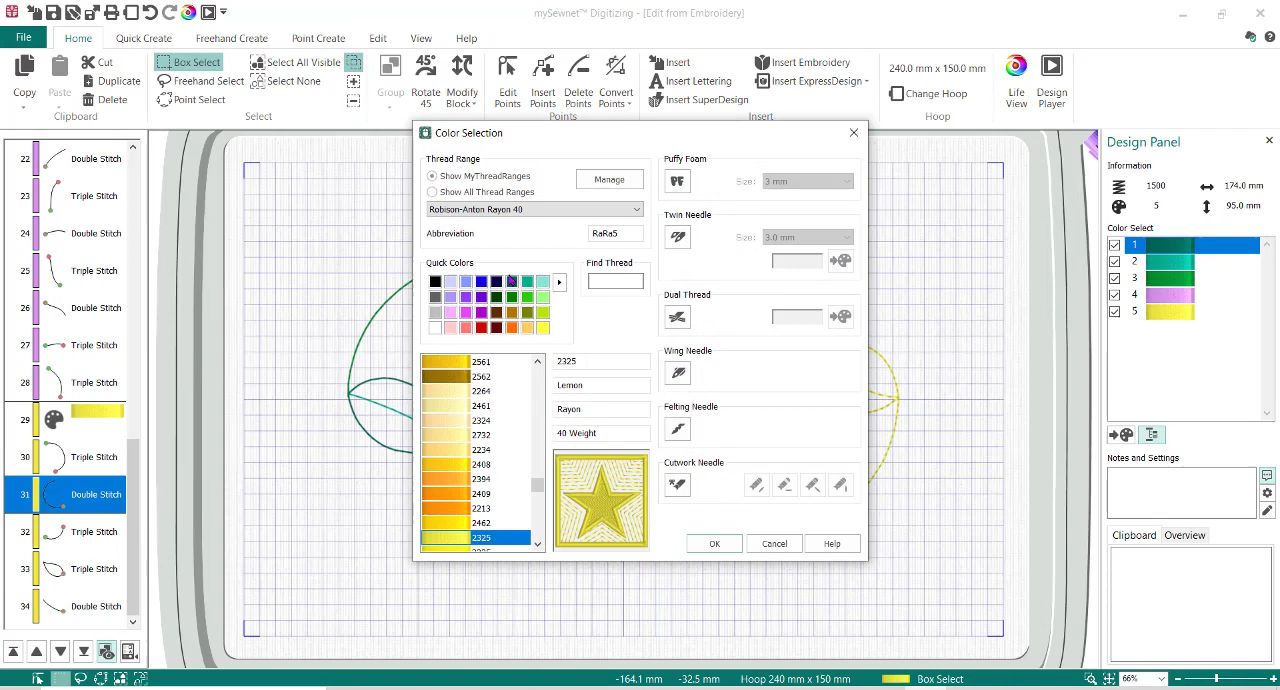 mySewnet™ Digitizing - [Edit from Embroidery]
File
Home
Quick Create
Freehand Create
Point Create
Edit
View
Help
Copy
Paste
Cut
Duplicate
Delete
Clipboard
Box Select
Freehand Select
Point Select
Select All Visible
Select None
Select
Group
Rotate 45
45°
Modify Block
Edit Points
Insert Points
Delete Points
Convert Points
Points
Insert
Insert Lettering
Insert SuperDesign
Insert Embroidery
Insert ExpressDesign
Insert
240.0 mm x 150.0 mm
Change Hoop
Hoop
Life View
Design Player
22 Double Stitch
23 Triple Stitch
24 Double Stitch
25 Triple Stitch
26 Double Stitch
27 Triple Stitch
28 Triple Stitch
29
30 Triple Stitch
31 Double Stitch
32 Triple Stitch
33 Triple Stitch
34 Double Stitch
Color Selection
Thread Range
Show MyThreadRanges
Show All Thread Ranges
Manage
Robison-Anton Rayon 40
Abbreviation
RaRa5
Quick Colors
Find Thread
2561
2562
2264
2461
2324
2732
2234
2408
2394
2409
2213
2462
2325
2325
Lemon
Rayon
40 Weight
Puffy Foam
PF
Size:
3 mm
Twin Needle
Size:
3.0 mm
Dual Thread
Wing Needle
Felting Needle
Cutwork Needle
OK
Cancel
Help
Design Panel
Information
1500
174.0 mm
5
95.0 mm
Color Select
1
2
3
4
5
Notes and Settings
Clipboard
Overview
-164.1 mm
-32.5 mm
Hoop 240 mm x 150 mm
Box Select
66%